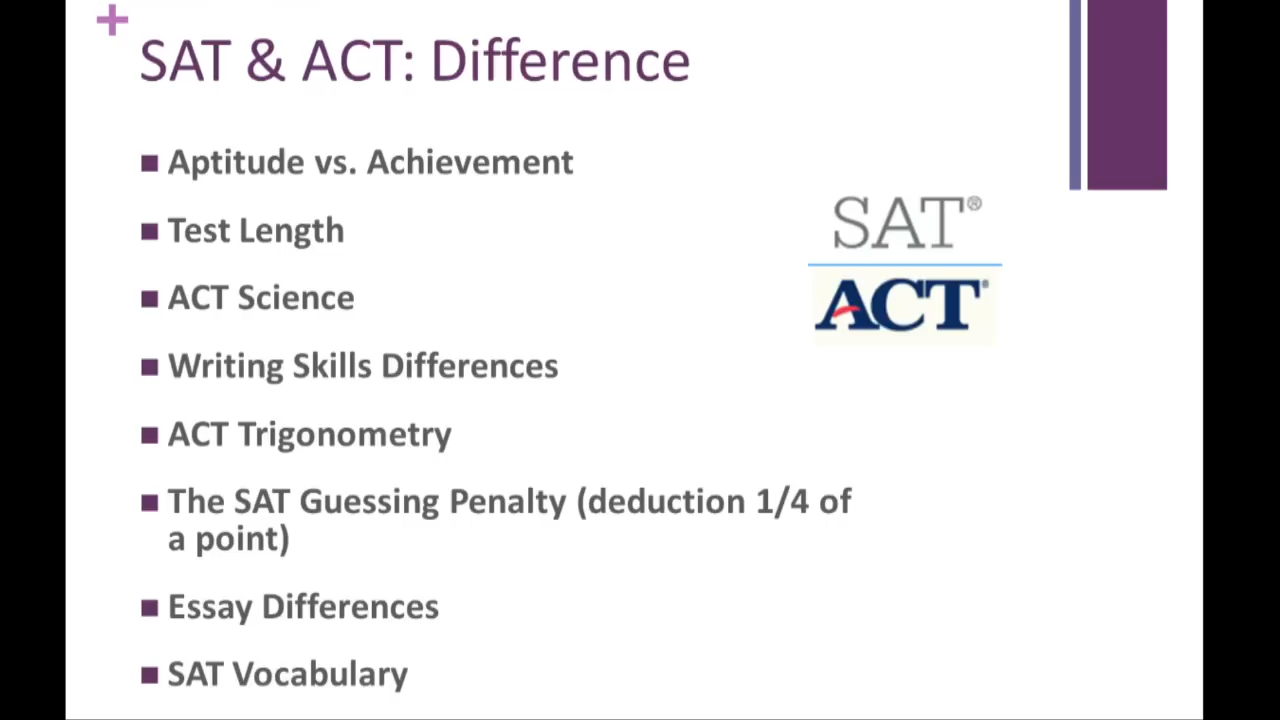 +
SAT & ACT: Difference
Aptitude vs. Achievement
Test Length
ACT Science
Writing Skills Differences
ACT Trigonometry
The SAT Guessing Penalty (deduction 1/4 of
a point)
Essay Differences
SAT Vocabulary
SAT®
ACT®